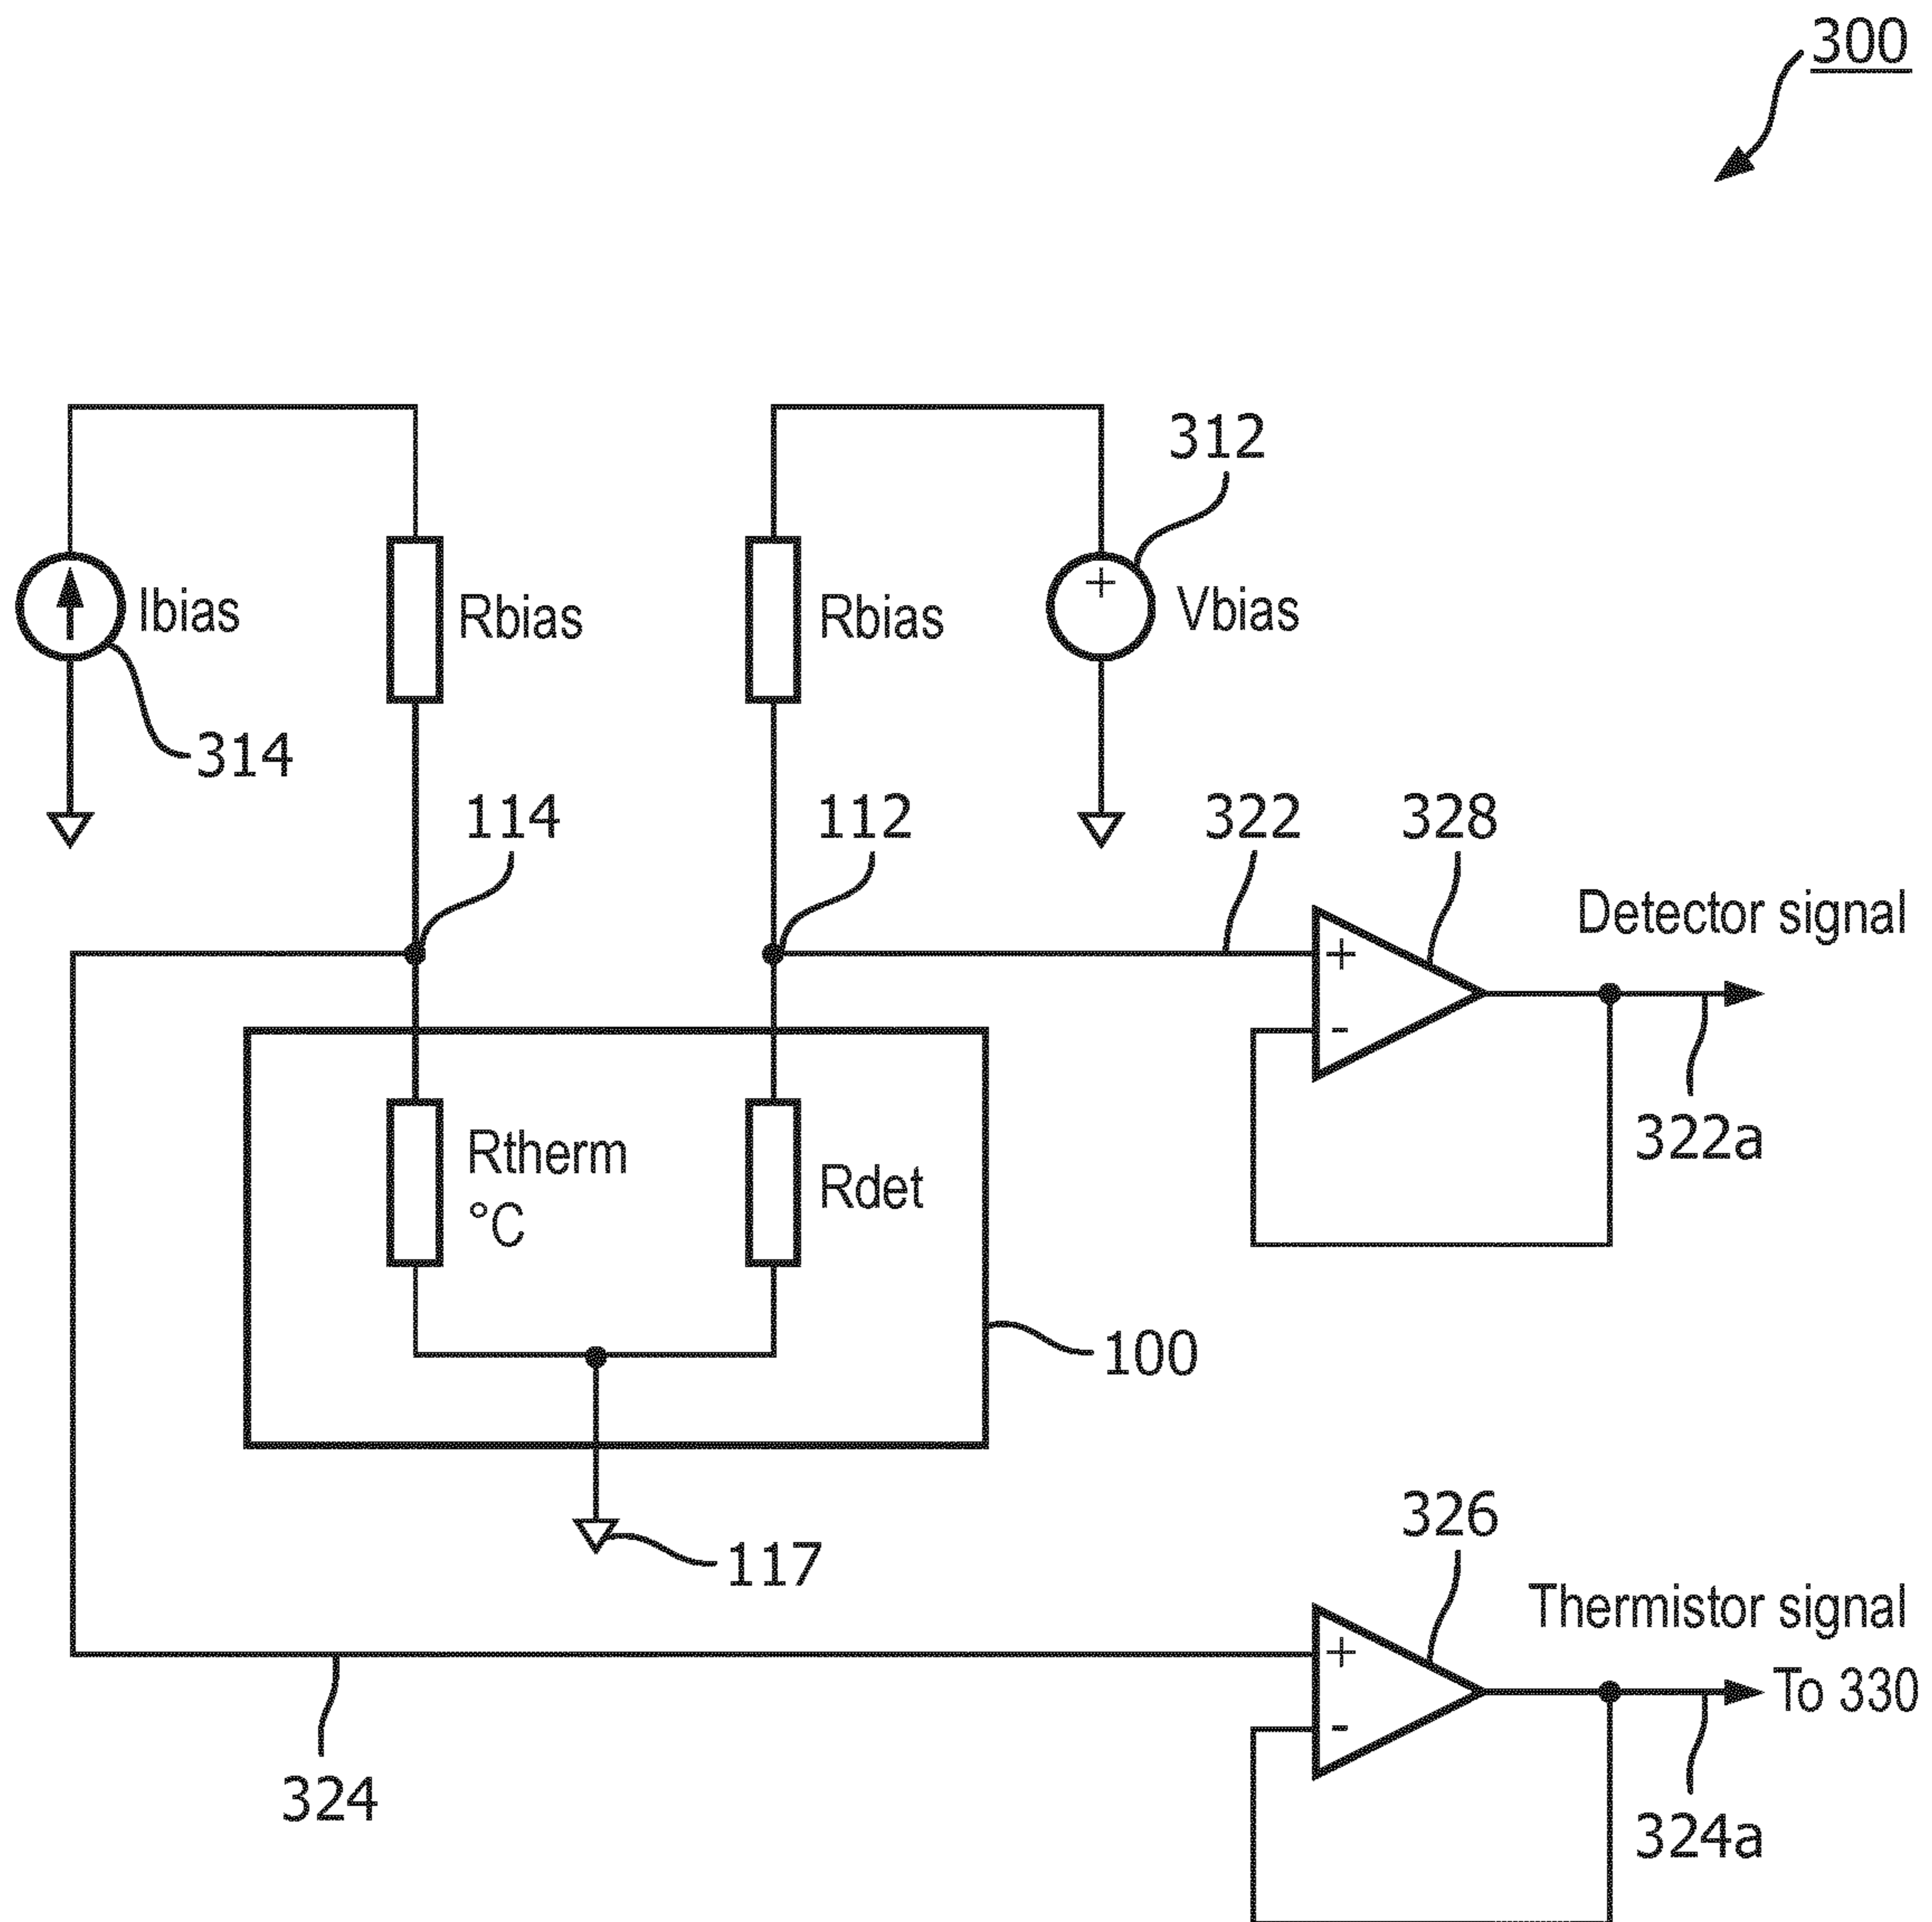 300
312
Ibias
Rbias
Rbias
+
Vbias
314
114
112
322
328
Detector signal
+
-
322a
Rtherm
°C
Rdet
100
117
326
Thermistor signal
+
To 330
-
324
324a